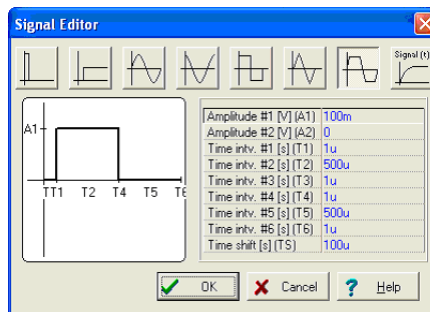 Signal Editor
Signal (t)
A1
TT1 T2 T4 T5 T6
Amplitude #1 [V] (A1) 100m
Amplitude #2 [V] (A2) 0
Time intv. #1 [s] (T1) 1u
Time intv. #2 [s] (T2) 500u
Time intv. #3 [s] (T3) 1u
Time intv. #4 [s] (T4) 1u
Time intv. #5 [s] (T5) 500u
Time intv. #6 [s] (T6) 1u
Time shift [s] (TS) 100u
OK Cancel ? Help